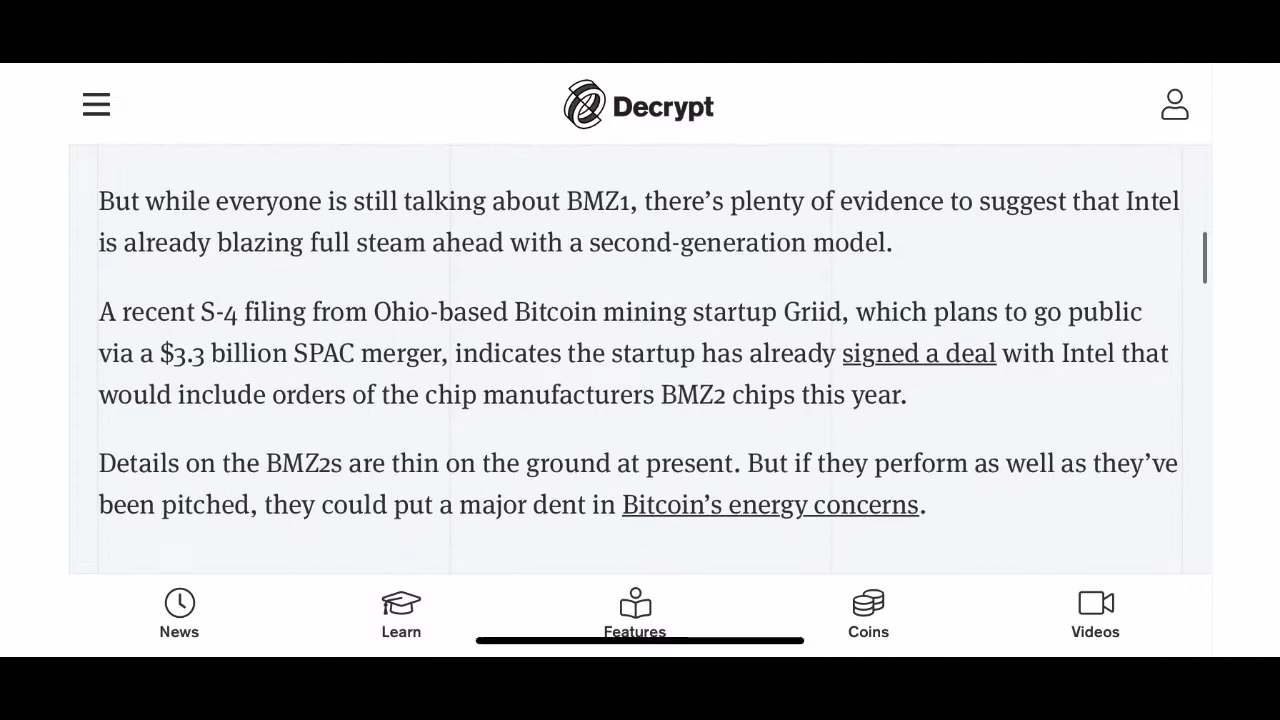 Decrypt
But while everyone is still talking about BMZ1, there’s plenty of evidence to suggest that Intel
is already blazing full steam ahead with a second-generation model.
A recent S-4 filing from Ohio-based Bitcoin mining startup Griid, which plans to go public
via a $3.3 billion SPAC merger, indicates the startup has already signed a deal with Intel that
would include orders of the chip manufacturers BMZ2 chips this year.
Details on the BMZ2s are thin on the ground at present. But if they perform as well as they’ve
been pitched, they could put a major dent in Bitcoin’s energy concerns.
News Learn Features Coins Videos